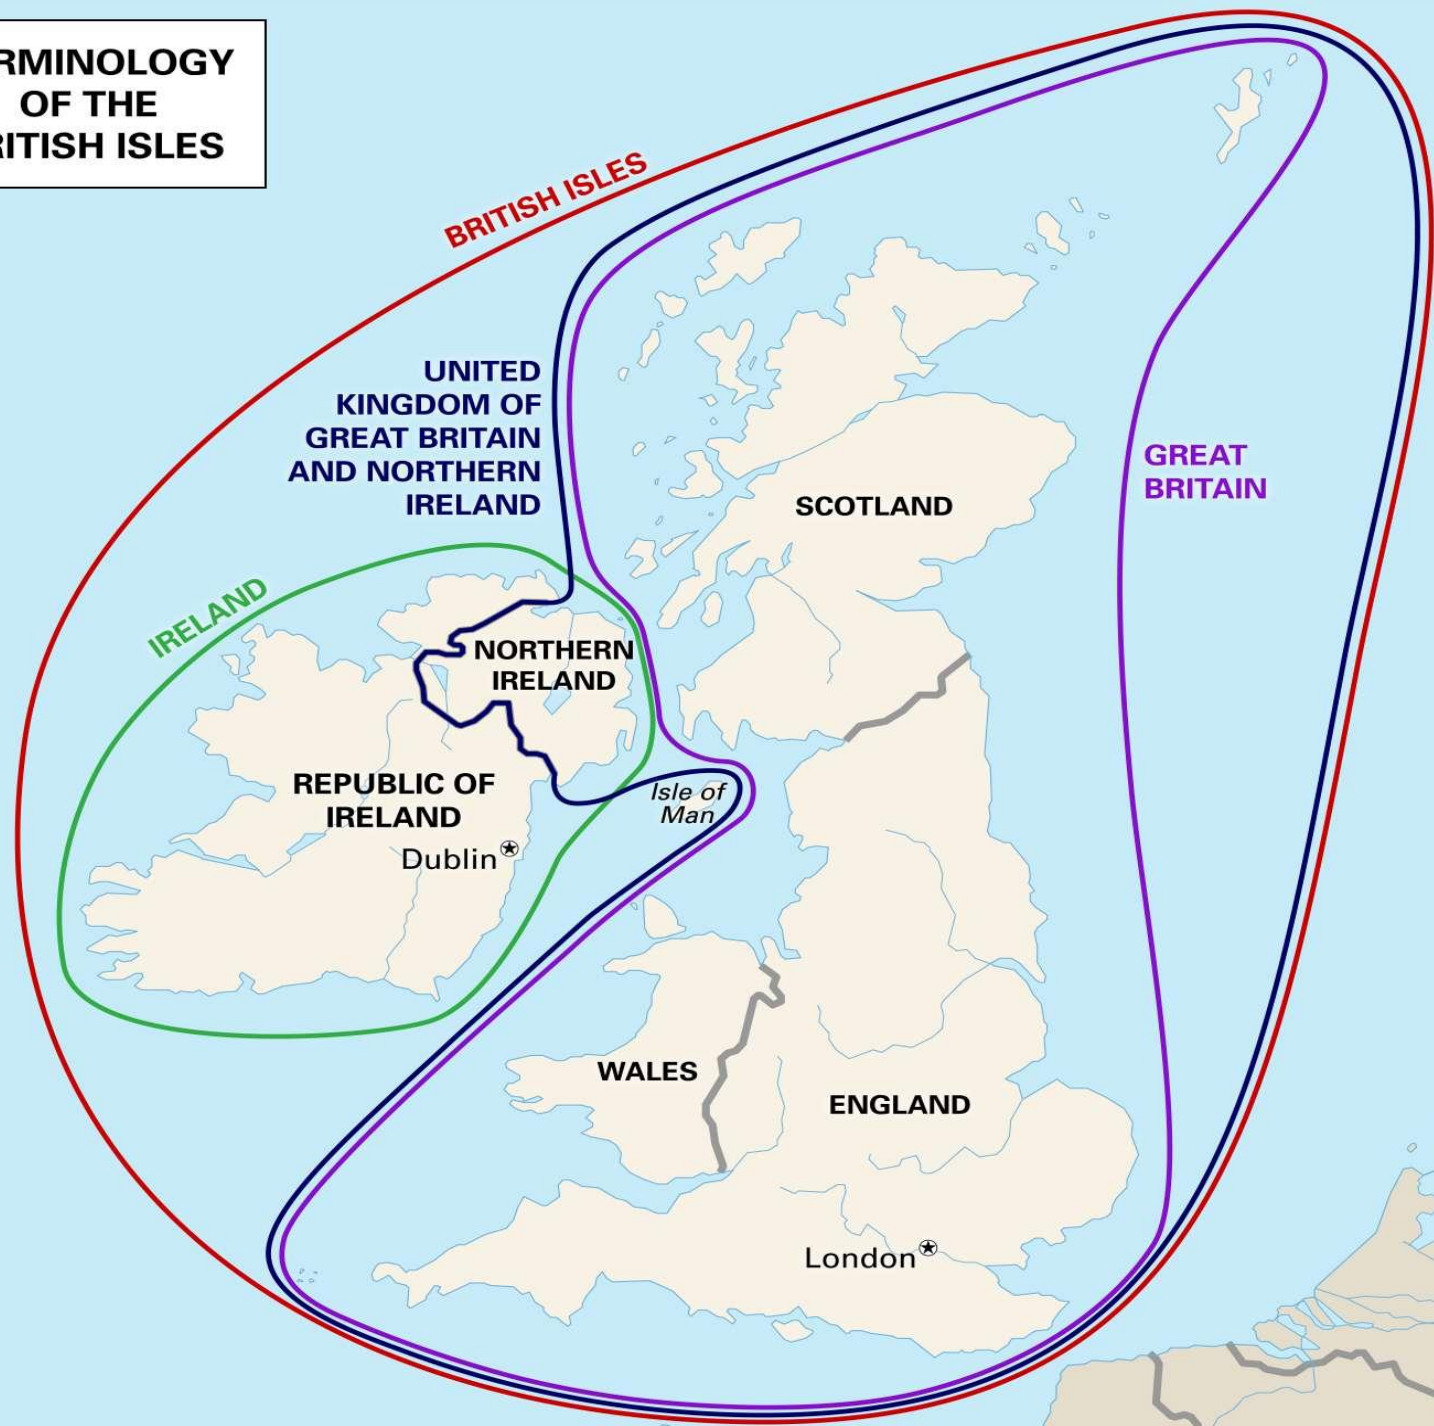 RMINOLOGY
OF THE
RITISH ISLES
BRITISH ISLES
UNITED
KINGDOM OF
GREAT BRITAIN
AND NORTHERN
IRELAND
GREAT
BRITAIN
SCOTLAND
IRELAND
NORTHERN
IRELAND
REPUBLIC OF
IRELAND
Isle of
Man
Dublin
WALES
ENGLAND
London